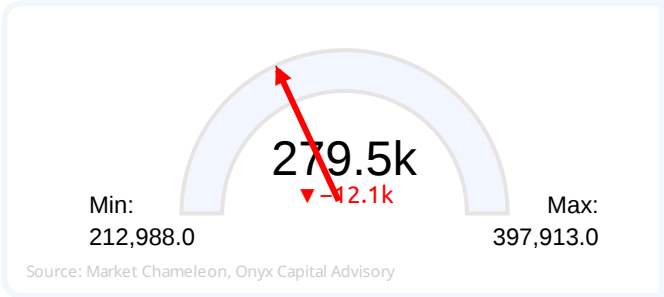 279.5k
▼−12.1k
Min:
212,988.0
Max:
397,913.0
Source: Market Chameleon, Onyx Capital Advisory